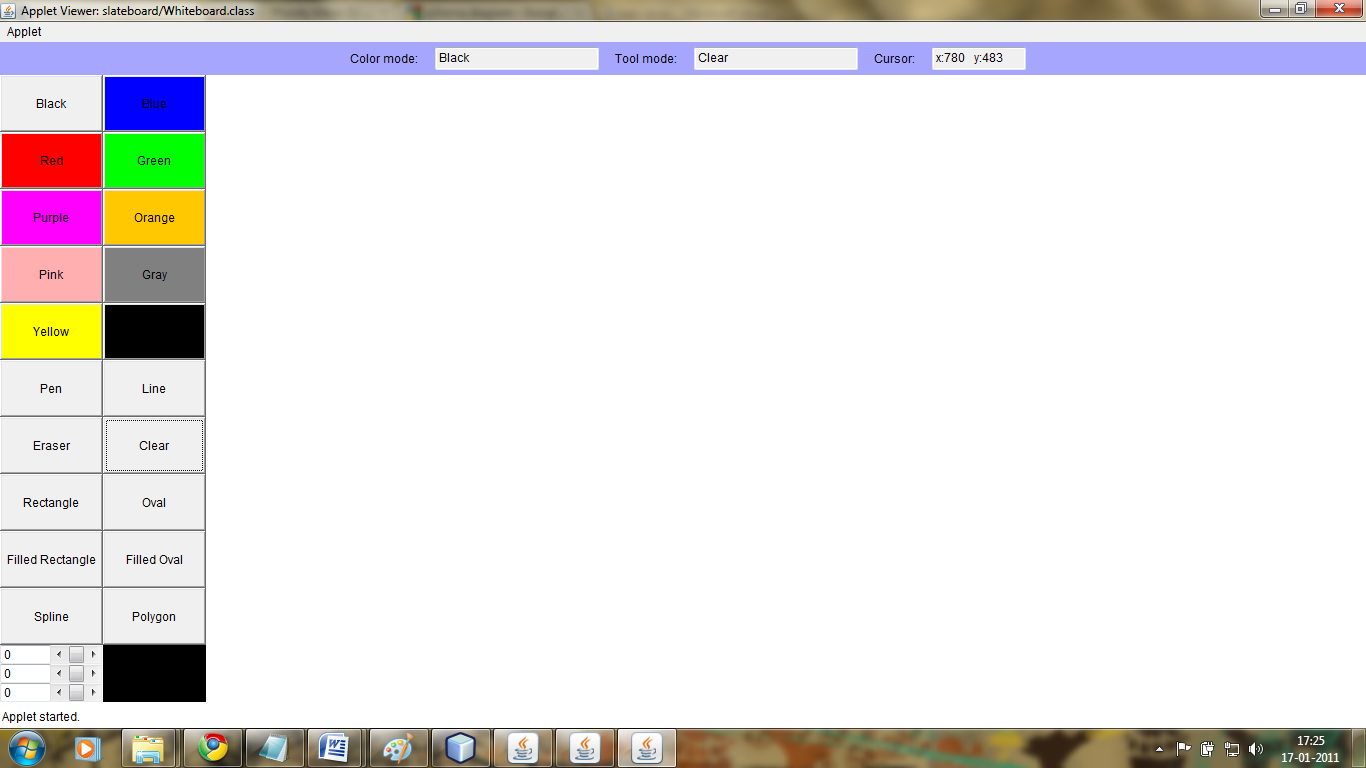 Applet Viewer: slateboard/Whiteboard.class
Applet
Color mode: Black Tool mode: Clear Cursor: x:780 y:483
Black Blue
Red Green
Purple Orange
Pink Gray
Yellow
Pen Line
Eraser Clear
Rectangle Oval
Filled Rectangle Filled Oval
Spline Polygon
0
0
0
Applet started.
17:25
17-01-2011